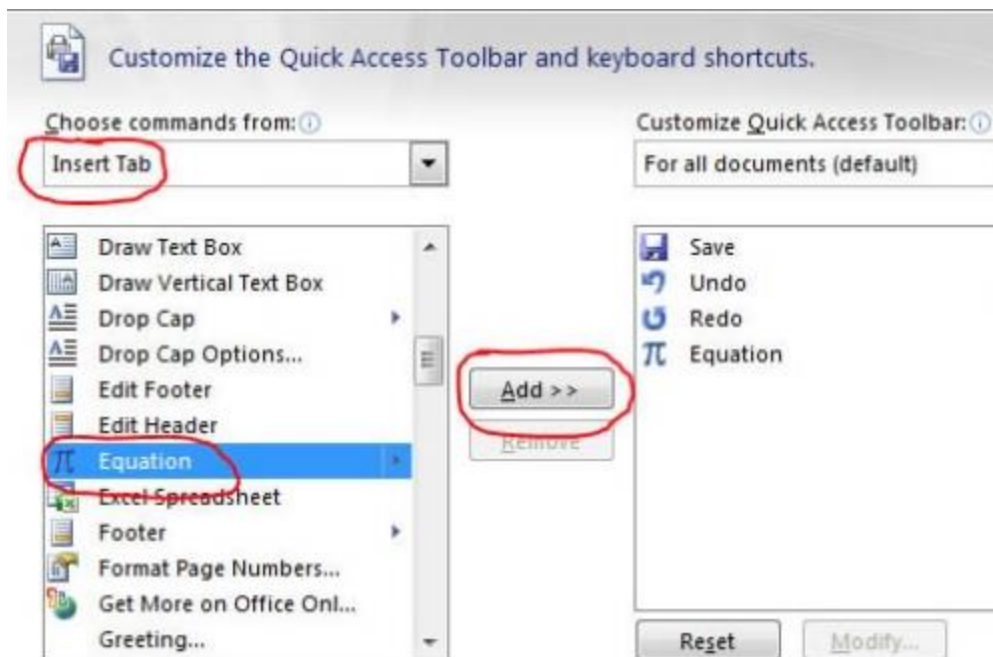 Customize the Quick Access Toolbar and keyboard shortcuts.
Choose commands from:
Customize Quick Access Toolbar:
Insert Tab
For all documents (default)
Draw Text Box
Draw Vertical Text Box
Drop Cap
Drop Cap Options...
Edit Footer
Edit Header
Equation
Excel Spreadsheet
Footer
Format Page Numbers...
Get More on Office Onl...
Greeting...
Add >>
Remove
Save
Undo
Redo
π Equation
Reset
Modify...